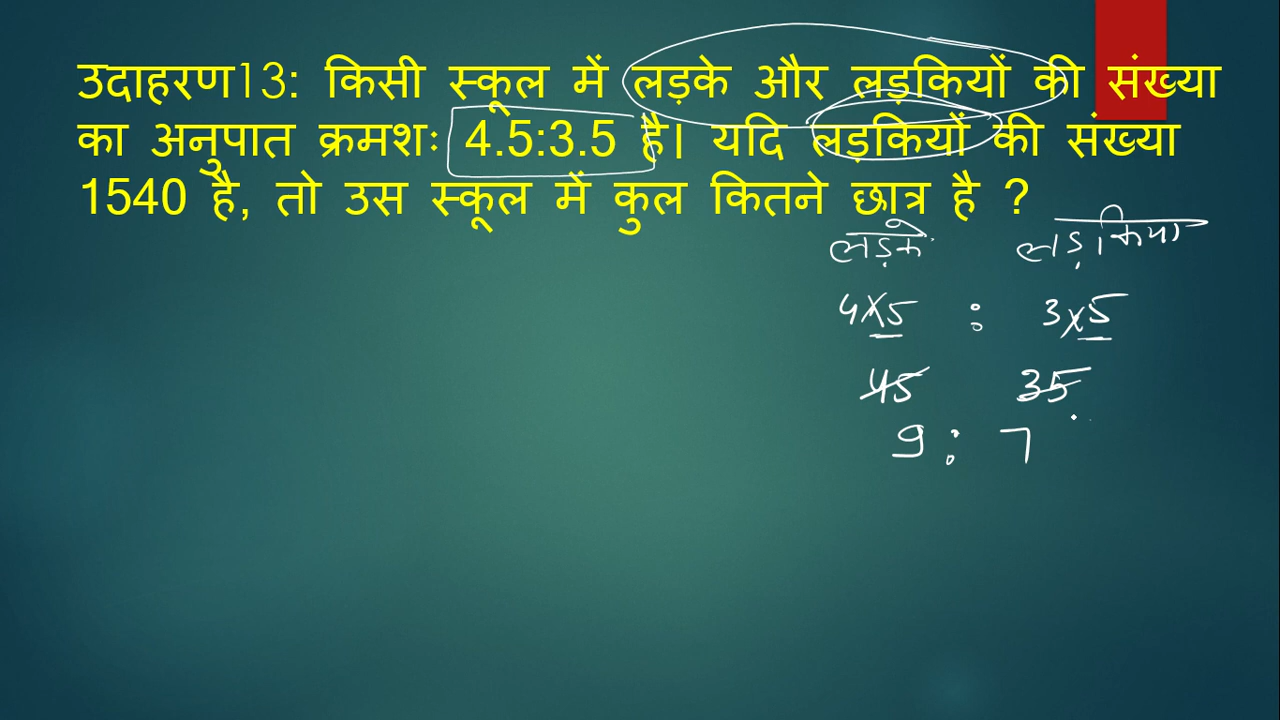 उदाहरण13: किसी स्कूल में लड़के और लड़कियों की संख्या
का अनुपात क्रमशः 4.5:3.5 है। यदि लड़कियों की संख्या
1540 है, तो उस स्कूल में कुल कितने छात्र है ?
लड़के लड़किया
4x5 : 3x5
45 35
9 : 7